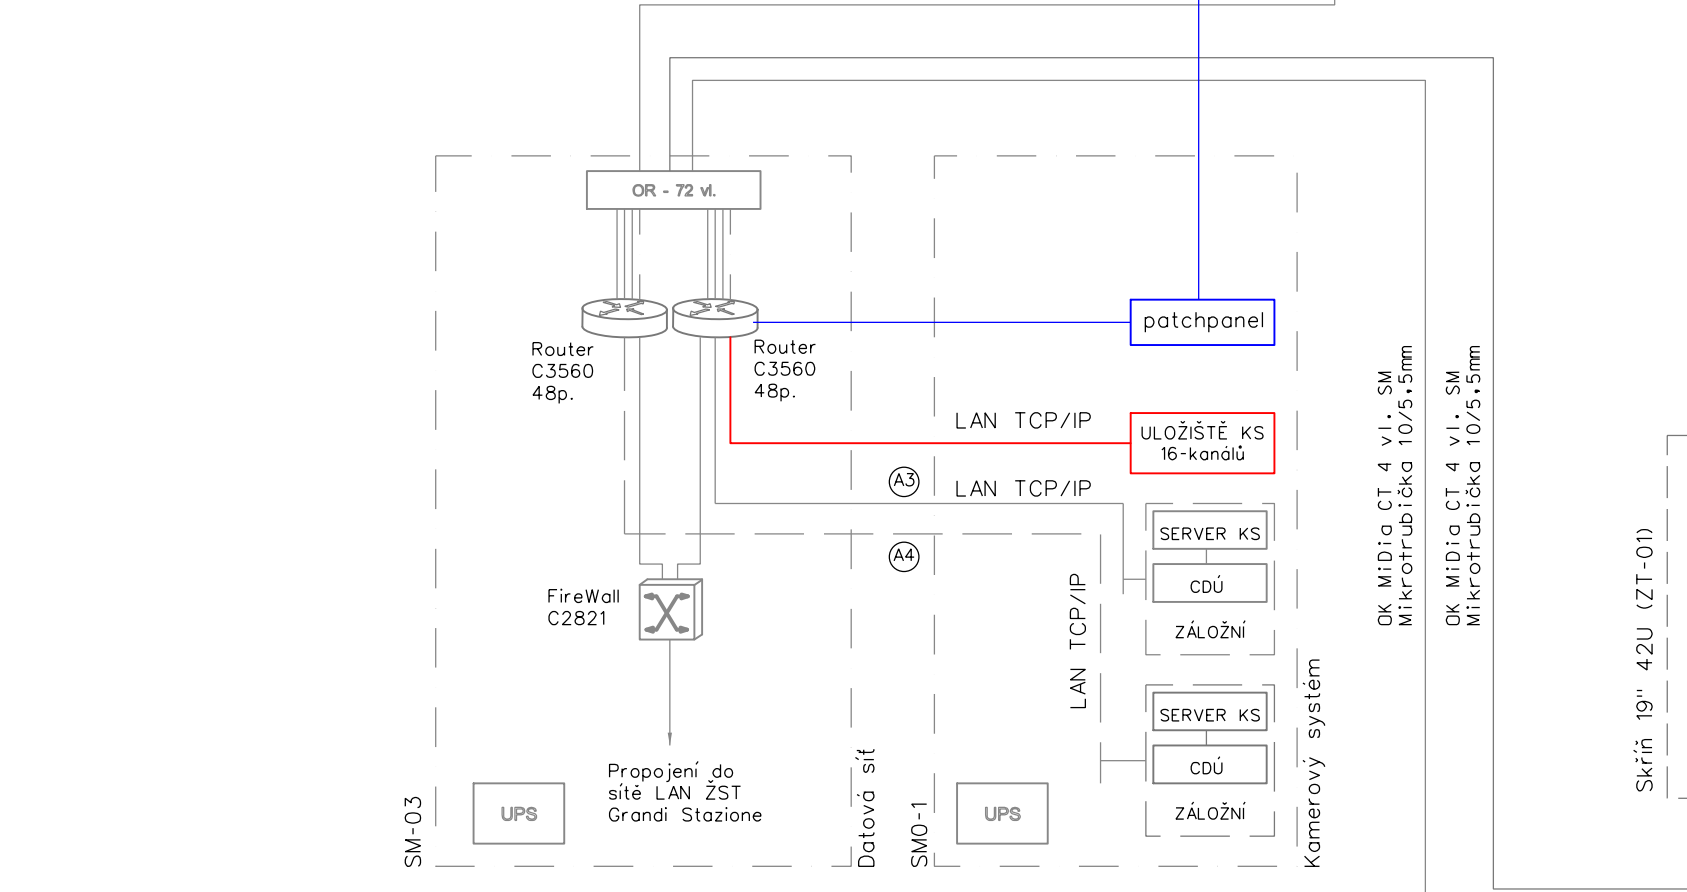 OR - 72 vl.
Router
C3560
48p.
Router
C3560
48p.
patchpanel
LAN TCP/IP
ULOŽIŠTĚ KS
16-kanálů
A3
LAN TCP/IP
SERVER KS
CDÚ
ZÁLOŽNÍ
A4
FireWall
C2821
LAN TCP/IP
SERVER KS
CDÚ
ZÁLOŽNÍ
Propojení do
sítě LAN ŽST
Grandi Stazione
UPS
UPS
SM-03
Datová síť
SM0-1
Kamerový systém
OK MiDia CT 4 vl. SM
Mikrotrubička 10/5,5mm
OK MiDia CT 4 vl. SM
Mikrotrubička 10/5,5mm
Skříň 19" 42U (ZT-01)